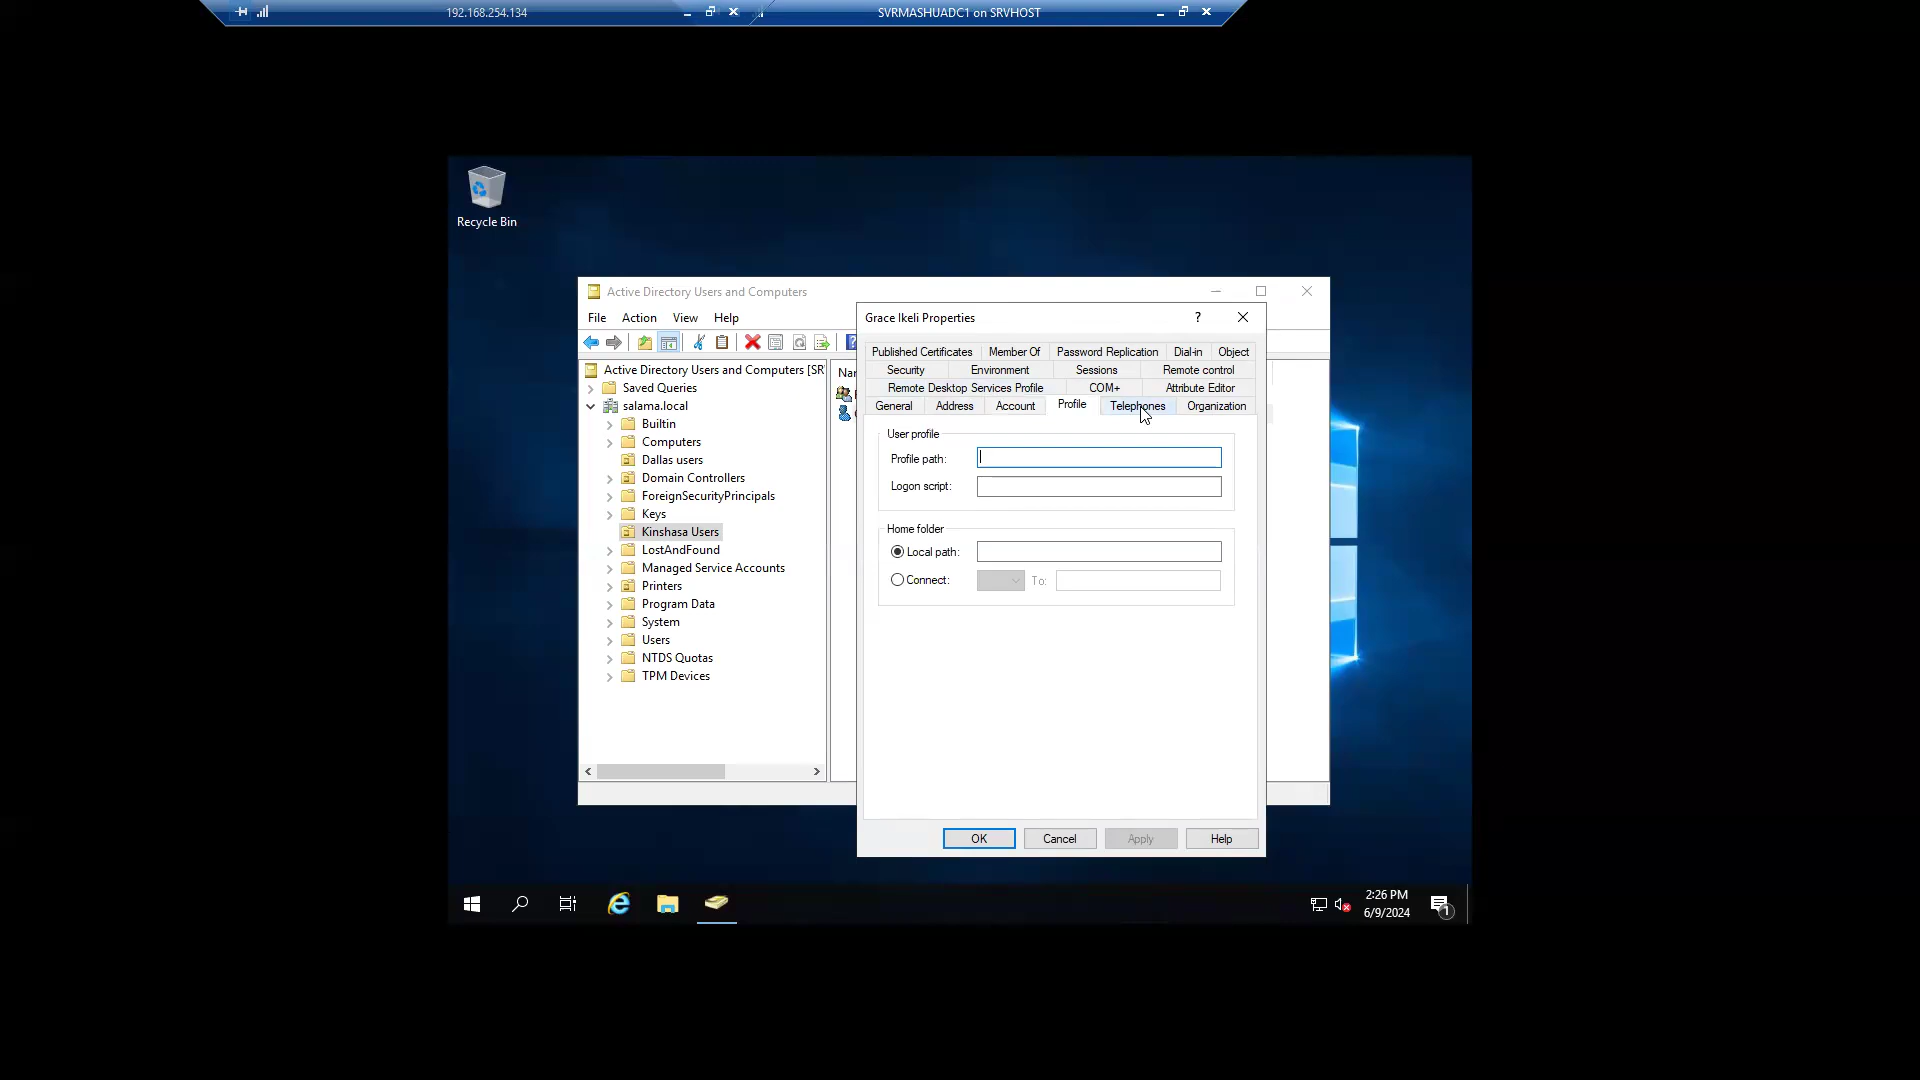 192.168.254.134
SVRMASHUADC1 on SRVHOST
Recycle Bin
Active Directory Users and Computers
File Action View Help
Active Directory Users and Computers [SR
Saved Queries
salama.local
Builtin
Computers
Dallas users
Domain Controllers
ForeignSecurityPrincipals
Keys
Kinshasa Users
LostAndFound
Managed Service Accounts
Printers
Program Data
System
Users
NTDS Quotas
TPM Devices
Nar
Grace Ikeli Properties
Published Certificates Member Of Password Replication Dial-in Object
Security Environment Sessions Remote control
Remote Desktop Services Profile COM+ Attribute Editor
General Address Account Profile Telephones Organization
User profile
Profile path:
Logon script:
Home folder
Local path:
Connect: To:
OK Cancel Apply Help
2:26 PM
6/9/2024
1